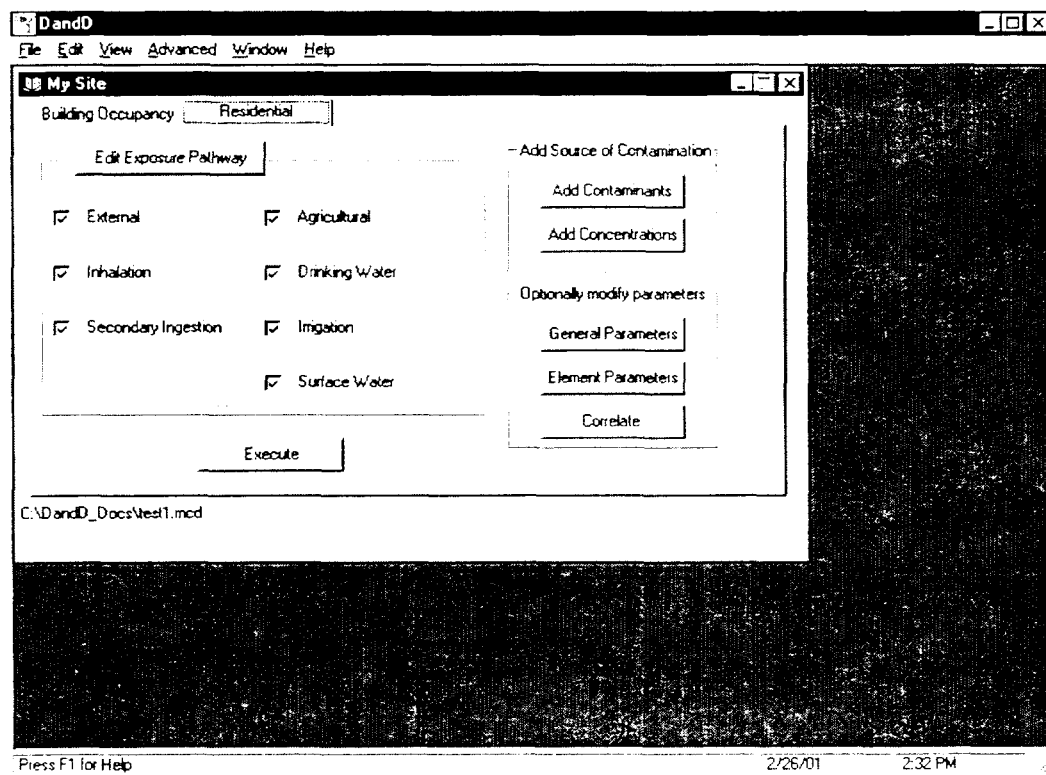 DandD
File Edit View Advanced Window Help
My Site
Building Occupancy Residential
Edit Exposure Pathway
External
Agricultural
Inhalation
Drinking Water
Secondary Ingestion
Irrigation
Surface Water
Execute
Add Source of Contamination
Add Contaminants
Add Concentrations
Optionally modify parameters
General Parameters
Element Parameters
Correlate
C:\DandD_Docs\test1.mcd
Press F1 for Help 2/26/01 2:32 PM